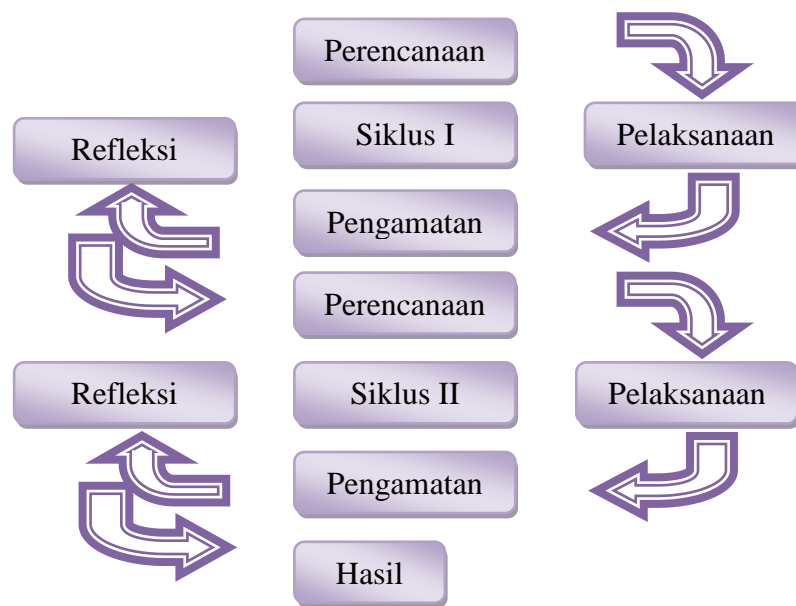 Perencanaan
Refleksi
Siklus I
Pelaksanaan
Pengamatan
Perencanaan
Refleksi
Siklus II
Pelaksanaan
Pengamatan
Hasil